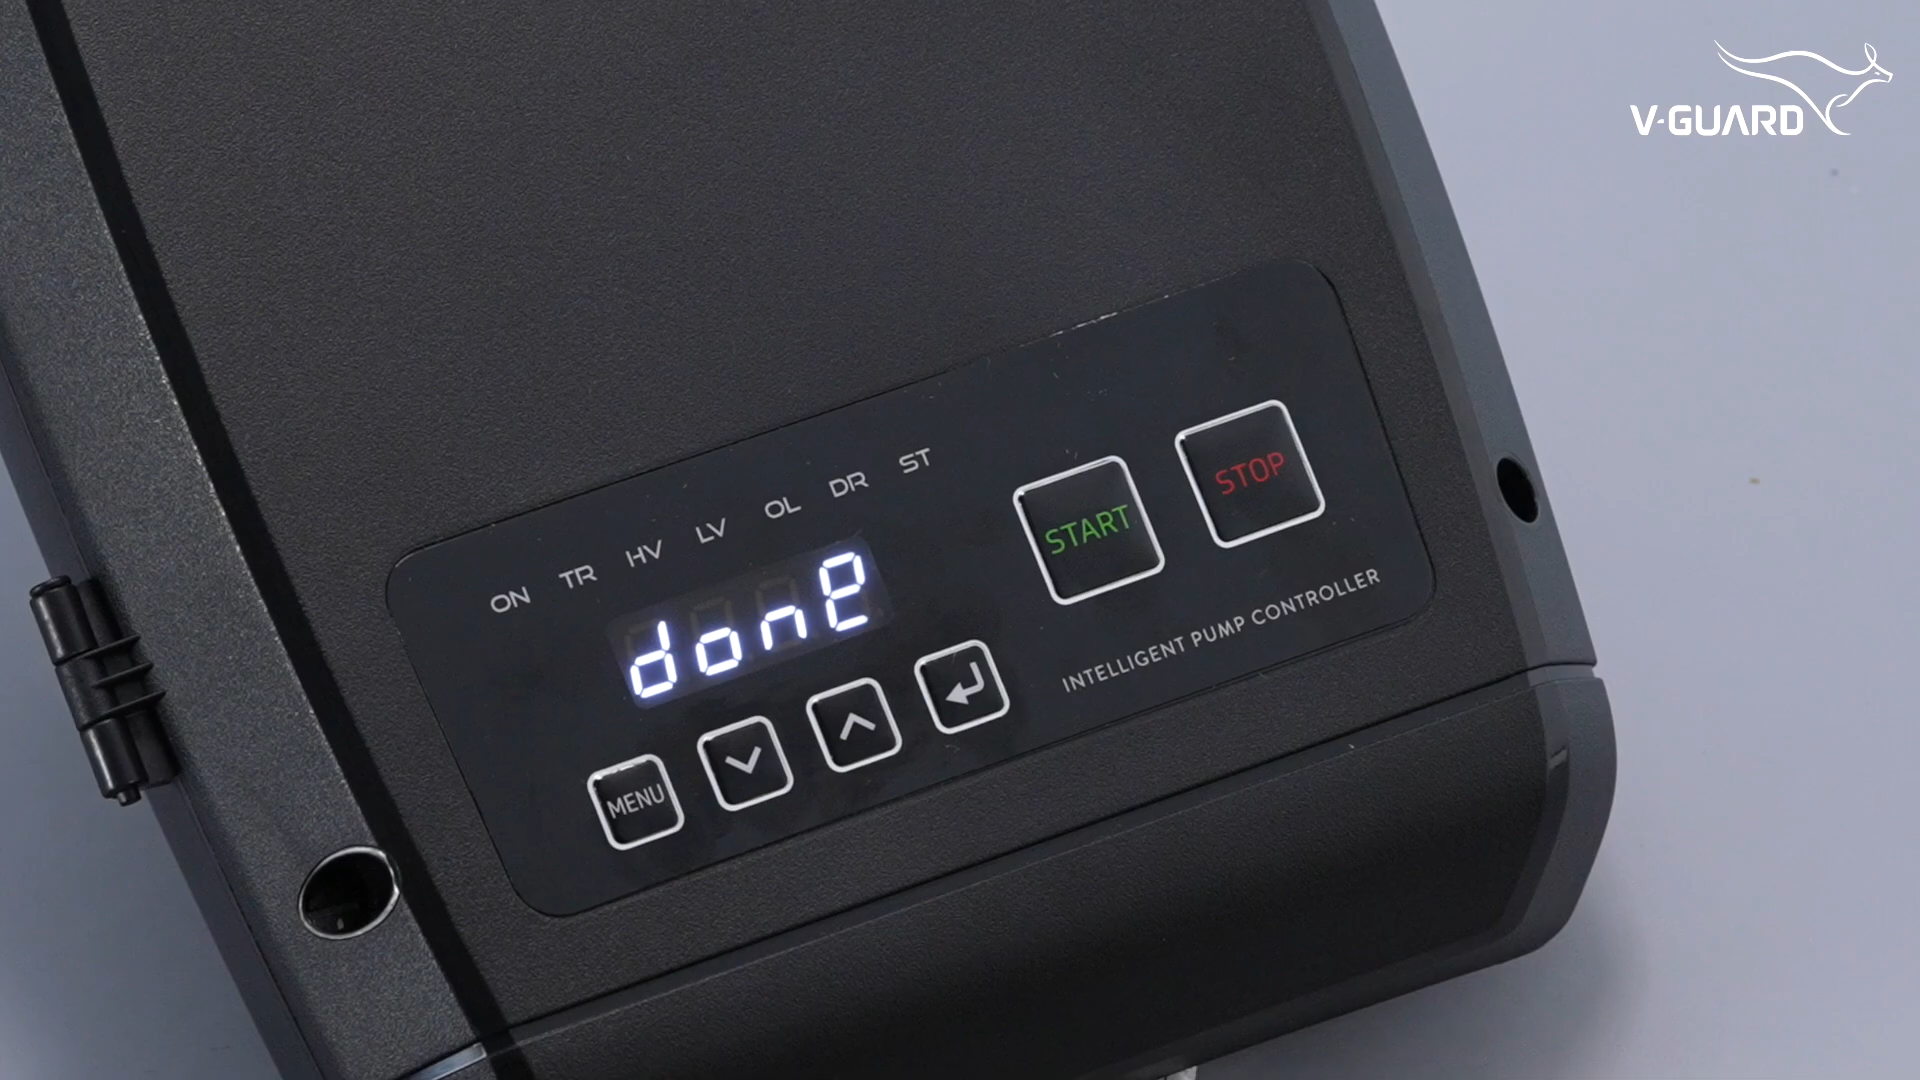 V-GUARD
ON TR HV LV OL DR ST
donE
START
STOP
MENU
INTELLIGENT PUMP CONTROLLER